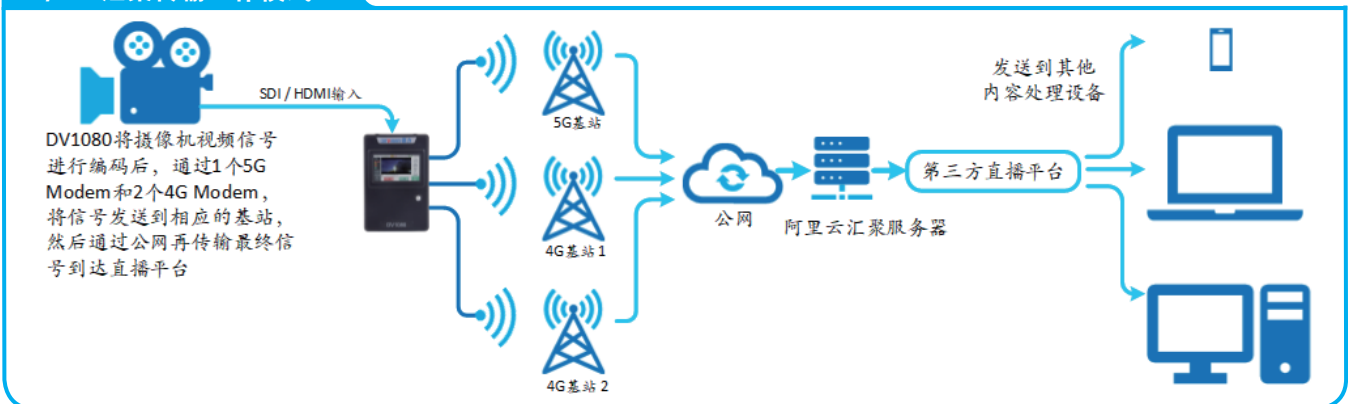 SDI / HDMI输入
DV1080将摄像机视频信号
进行编码后，通过1个5G
Modem和2个4G Modem，
将信号发送到相应的基站，
然后通过公网再传输最终信
号到达直播平台
5G基站
4G基站 1
4G基站 2
公网
阿里云汇聚服务器
第三方直播平台
发送到其他
内容处理设备